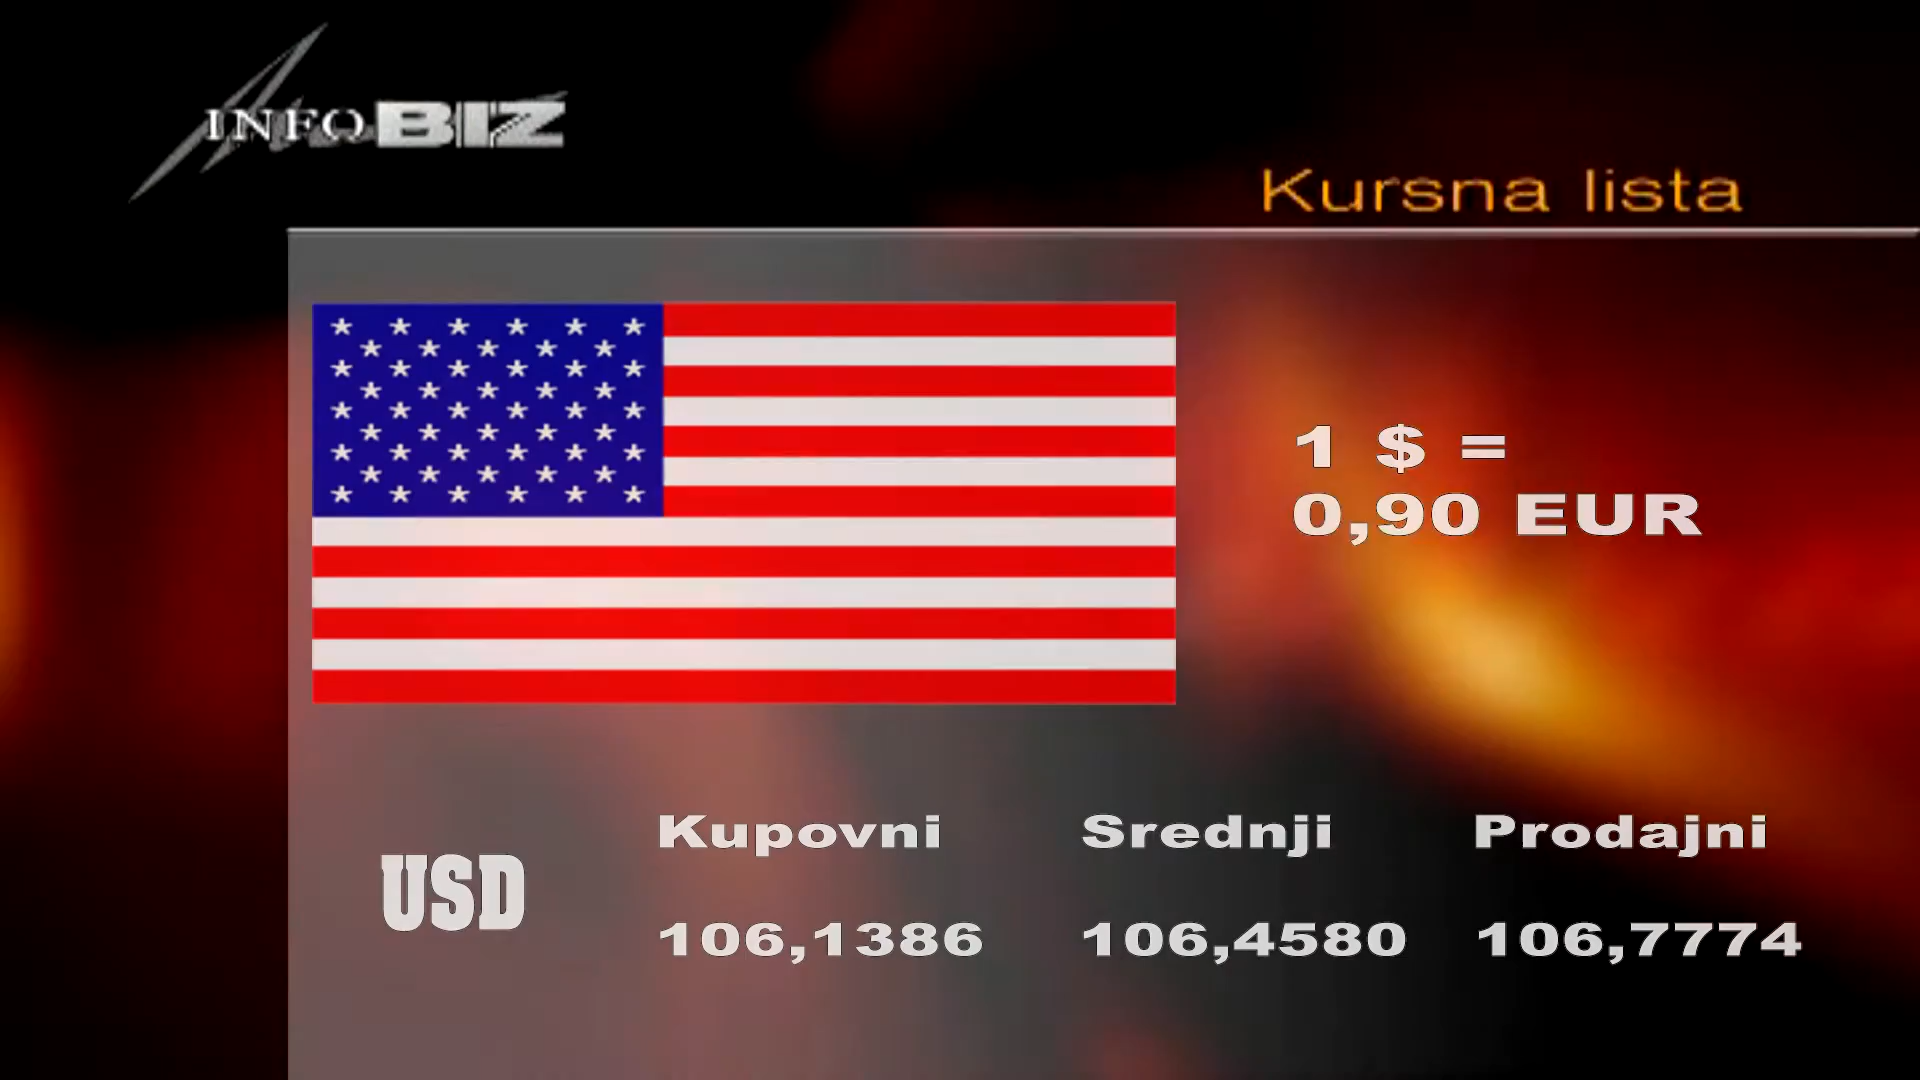 INFO BIZ
Kursna lista
1 $ =
0,90 EUR
Kupovni Srednji Prodajni
USD
106,1386 106,4580 106,7774